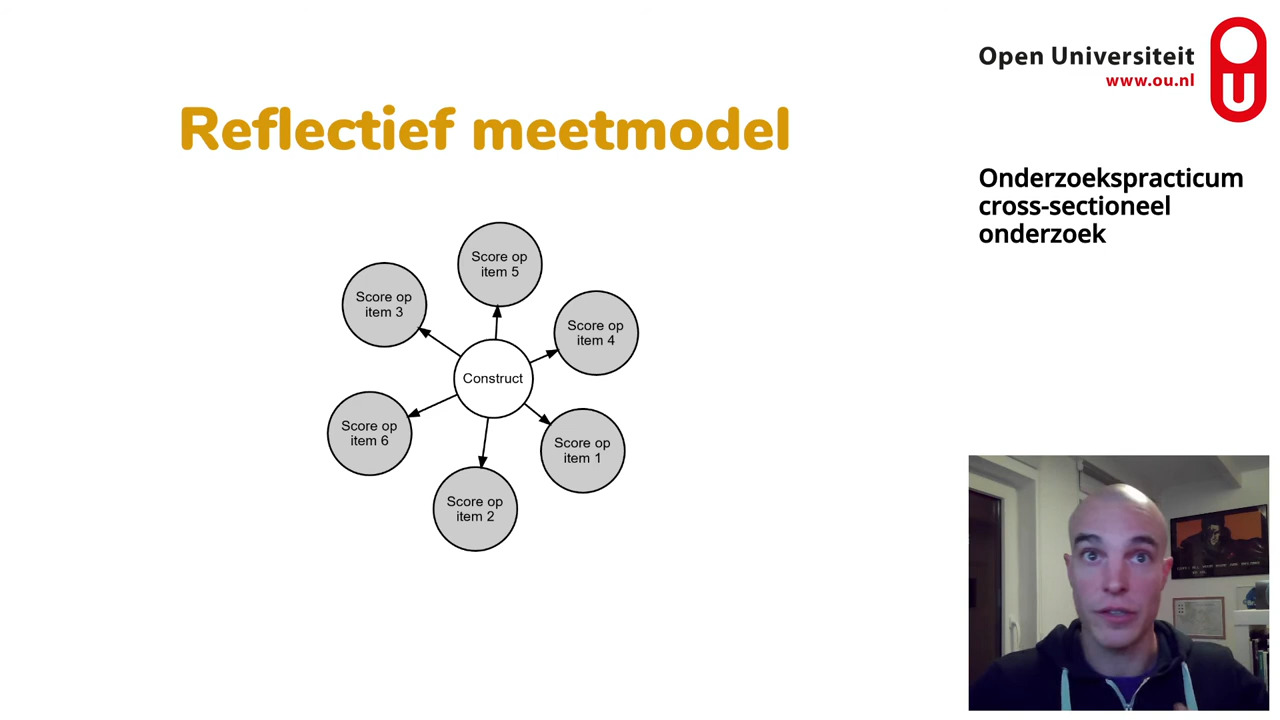 Open Universiteit
www.ou.nl
U
Reflectief meetmodel
Onderzoekspracticum
cross-sectioneel
onderzoek
Score op
item 5
Score op
item 3
Score op
item 4
Construct
Score op
item 6
Score op
item 1
Score op
item 2